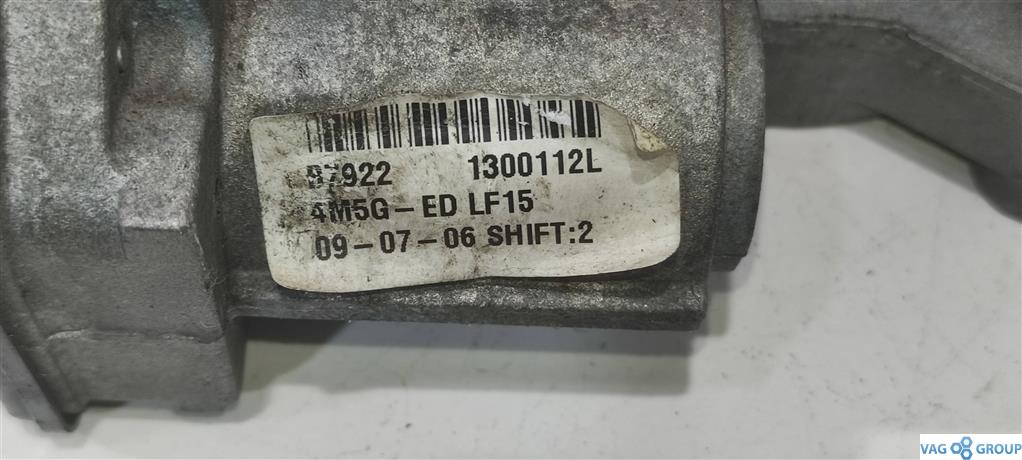 B7922 1300112L
4M5G-ED LF15
09-07-06 SHIFT:2
VAG GROUP